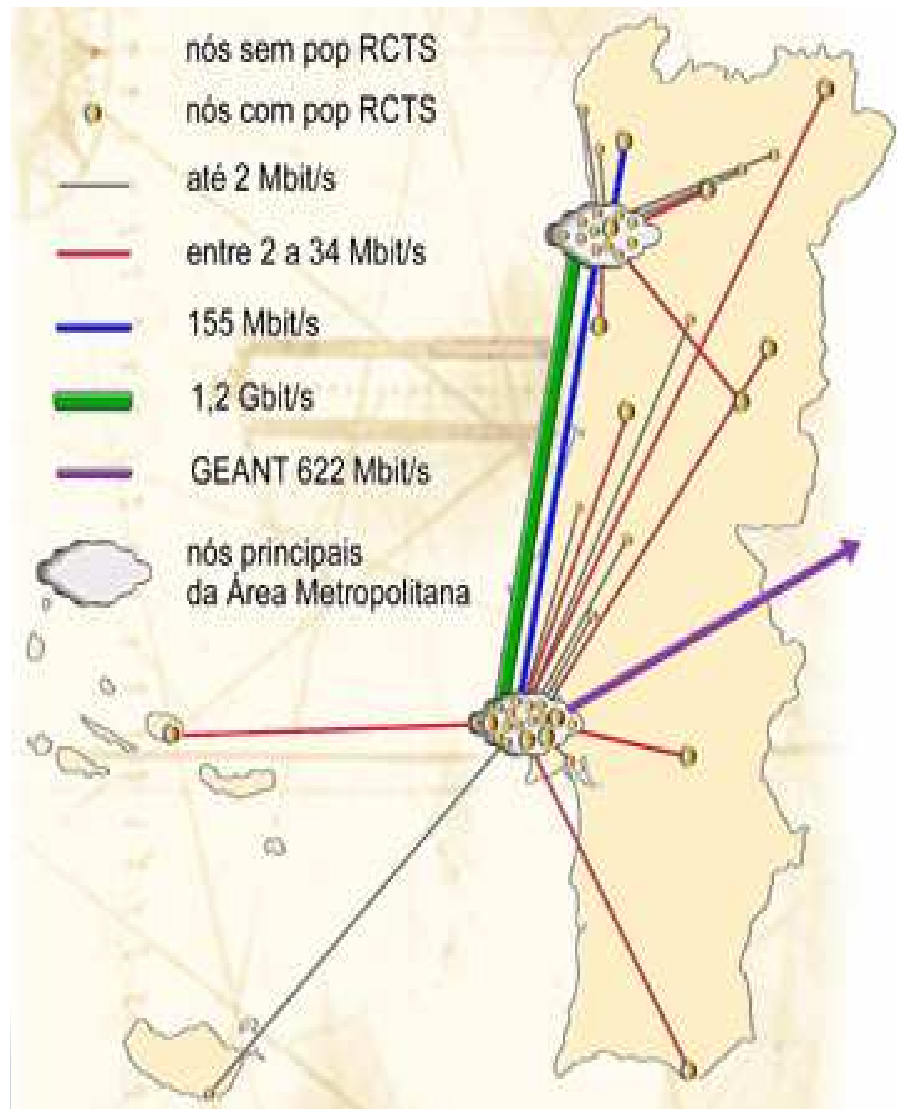 nós sem pop RCTS
nós com pop RCTS
até 2 Mbit/s
entre 2 a 34 Mbit/s
155 Mbit/s
1,2 Gbit/s
GEANT 622 Mbit/s
nós principais
da Área Metropolitana